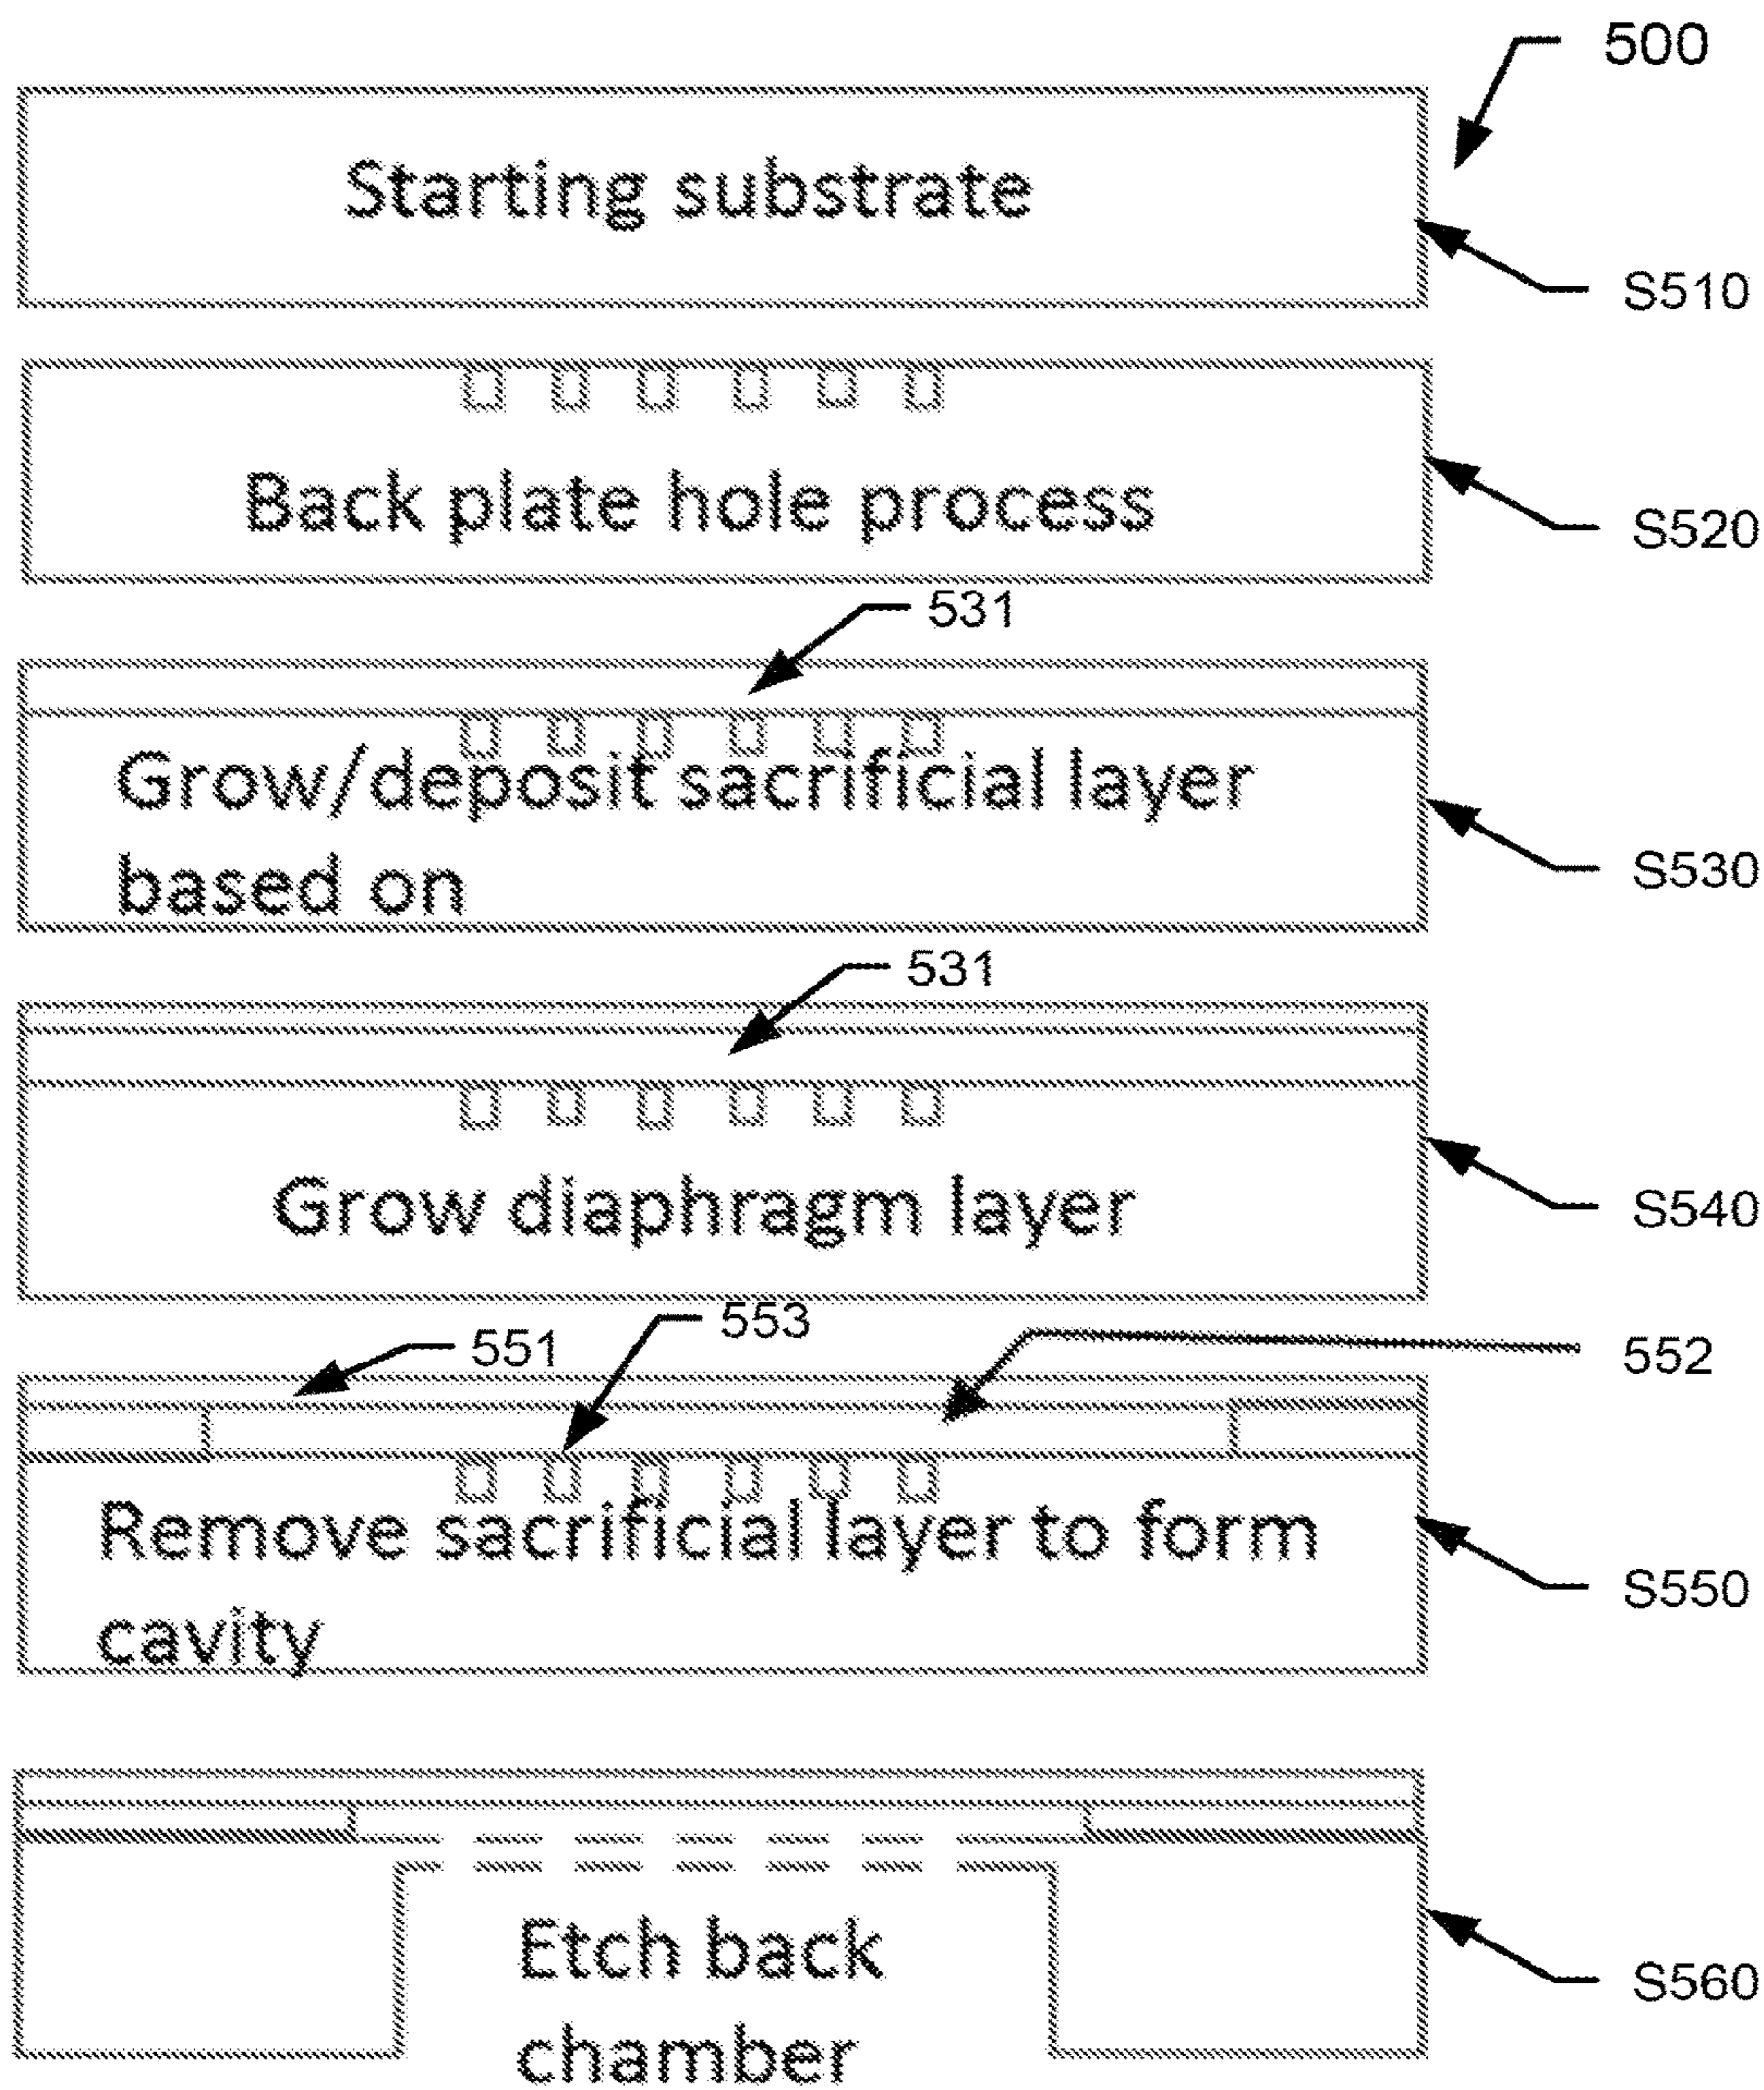 500
Starting substrate
S510
Back plate hole process
S520
531
Grow/deposit sacrificial layer
based on
S530
531
Grow diaphragm layer
S540
553
551
552
Remove sacrificial layer to form
cavity
S550
Etch back
chamber
S560